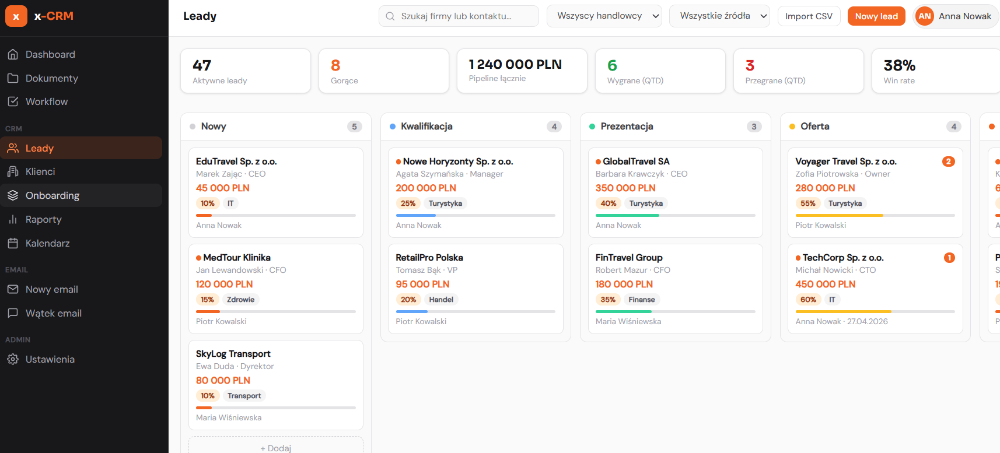 x
x-CRM
Dashboard
Dokumenty
Workflow
CRM
Leady
Klienci
Onboarding
Raporty
Kalendarz
EMAIL
Nowy email
Wątek email
ADMIN
Ustawienia
Leady
Szukaj firmy lub kontaktu...
Wszyscy handlowcy
Wszystkie źródła
Import CSV
Nowy lead
AN
Anna Nowak
47
Aktywne leady
8
Gorące
1 240 000 PLN
Pipeline łącznie
6
Wygrane (QTD)
3
Przegrane (QTD)
38%
Win rate
Nowy 5
EduTravel Sp. z o.o.
Marek Zając · CEO
45 000 PLN
10% IT
Anna Nowak
MedTour Klinika
Jan Lewandowski · CFO
120 000 PLN
15% Zdrowie
Piotr Kowalski
SkyLog Transport
Ewa Duda · Dyrektor
80 000 PLN
10% Transport
Maria Wiśniewska
+ Dodaj
Kwalifikacja 4
Nowe Horyzonty Sp. z o.o.
Agata Szymańska · Manager
200 000 PLN
25% Turystyka
Anna Nowak
RetailPro Polska
Tomasz Bąk · VP
95 000 PLN
20% Handel
Piotr Kowalski
Prezentacja 3
GlobalTravel SA
Barbara Krawczyk · CEO
350 000 PLN
40% Turystyka
Anna Nowak
FinTravel Group
Robert Mazur · CFO
180 000 PLN
35% Finanse
Maria Wiśniewska
Oferta 4
Voyager Travel Sp. z o.o. 2
Zofia Piotrowska · Owner
280 000 PLN
55% Turystyka
Piotr Kowalski
TechCorp Sp. z o.o. 1
Michał Nowicki · CTO
450 000 PLN
60% IT
Anna Nowak · 27.04.2026